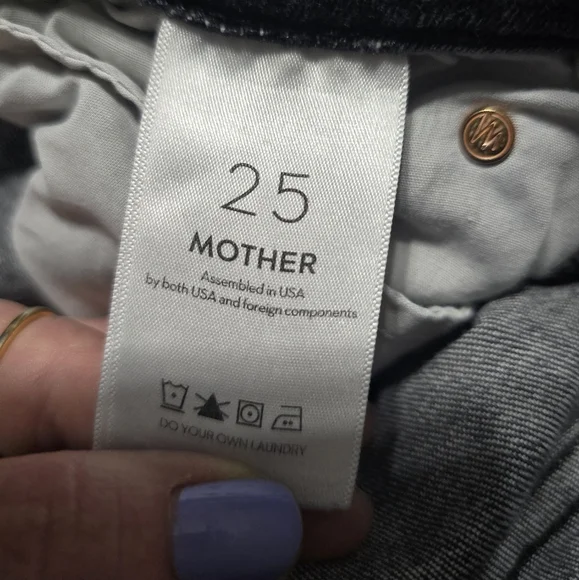 25
MOTHER
Assembled in USA
by both USA and foreign components
DO YOUR OWN LAUNDRY